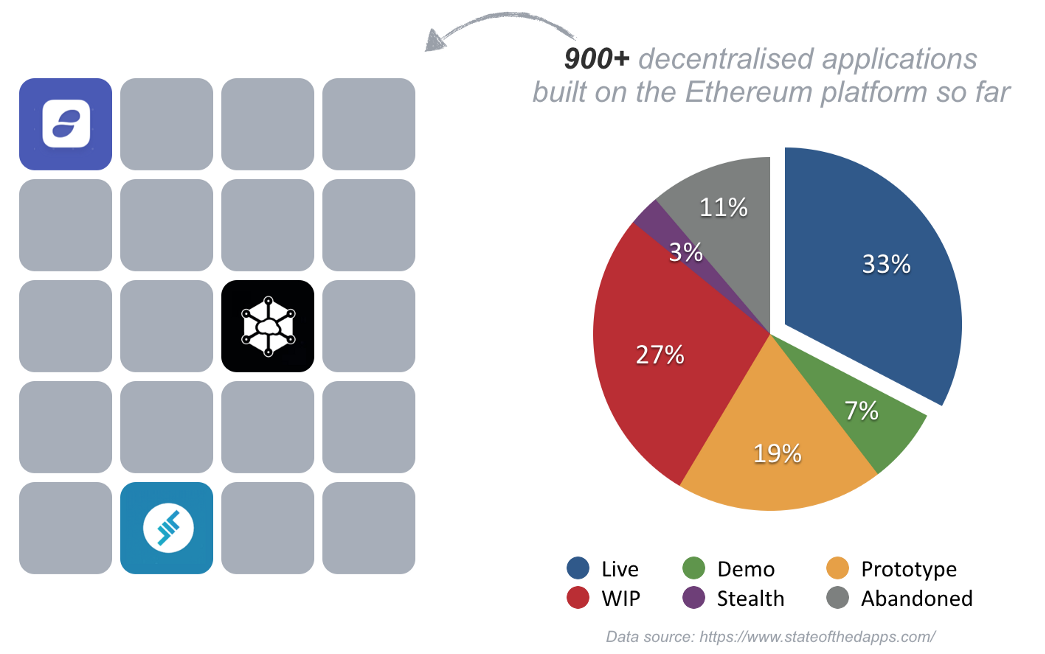 900+ decentralised applications
built on the Ethereum platform so far
11%
33%
3%
27%
7%
19%
Live
Demo
Prototype
WIP
Stealth
Abandoned
Data source: https://www.stateofthedapps.com/